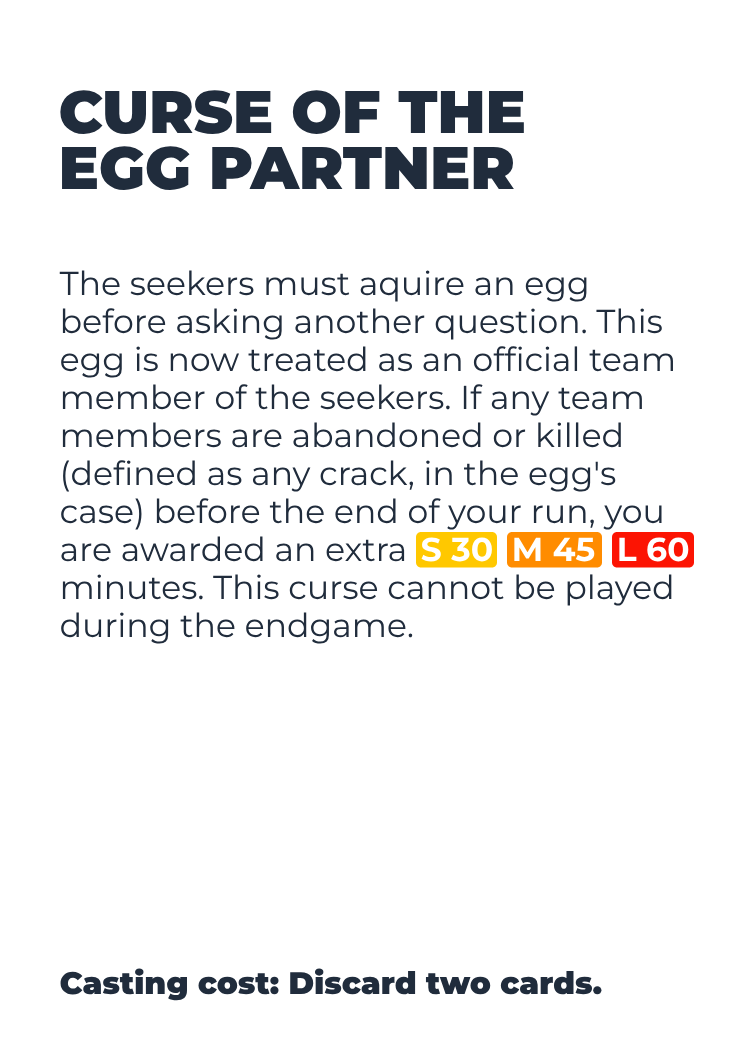 CURSE OF THE
EGG PARTNER
The seekers must aquire an egg
before asking another question. This
egg is now treated as an official team
member of the seekers. If any team
members are abandoned or killed
(defined as any crack, in the egg's
case) before the end of your run, you
are awarded an extra S 30 M 45 L 60
minutes. This curse cannot be played
during the endgame.
Casting cost: Discard two cards.